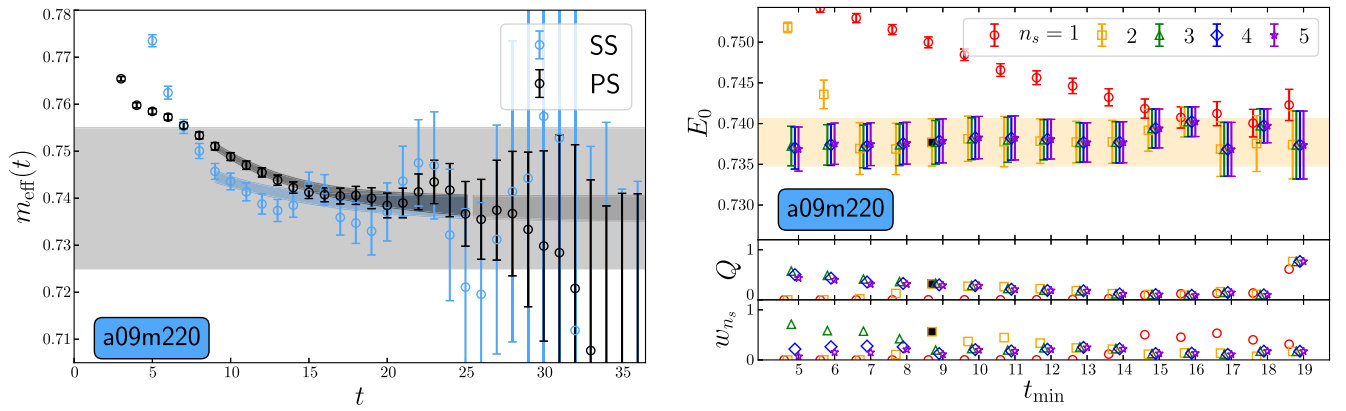 0.78
0.77
0.76
0.75
0.74
0.73
0.72
0.71
m_eff(t)
SS
PS
a09m220
0 5 10 15 20 25 30 35
t
0.750
0.745
0.740
0.735
0.730
E_0
n_s = 1 2 3 4 5
a09m220
1
0
Q
1
0
w_{n_s}
5 6 7 8 9 10 11 12 13 14 15 16 17 18 19
t_min